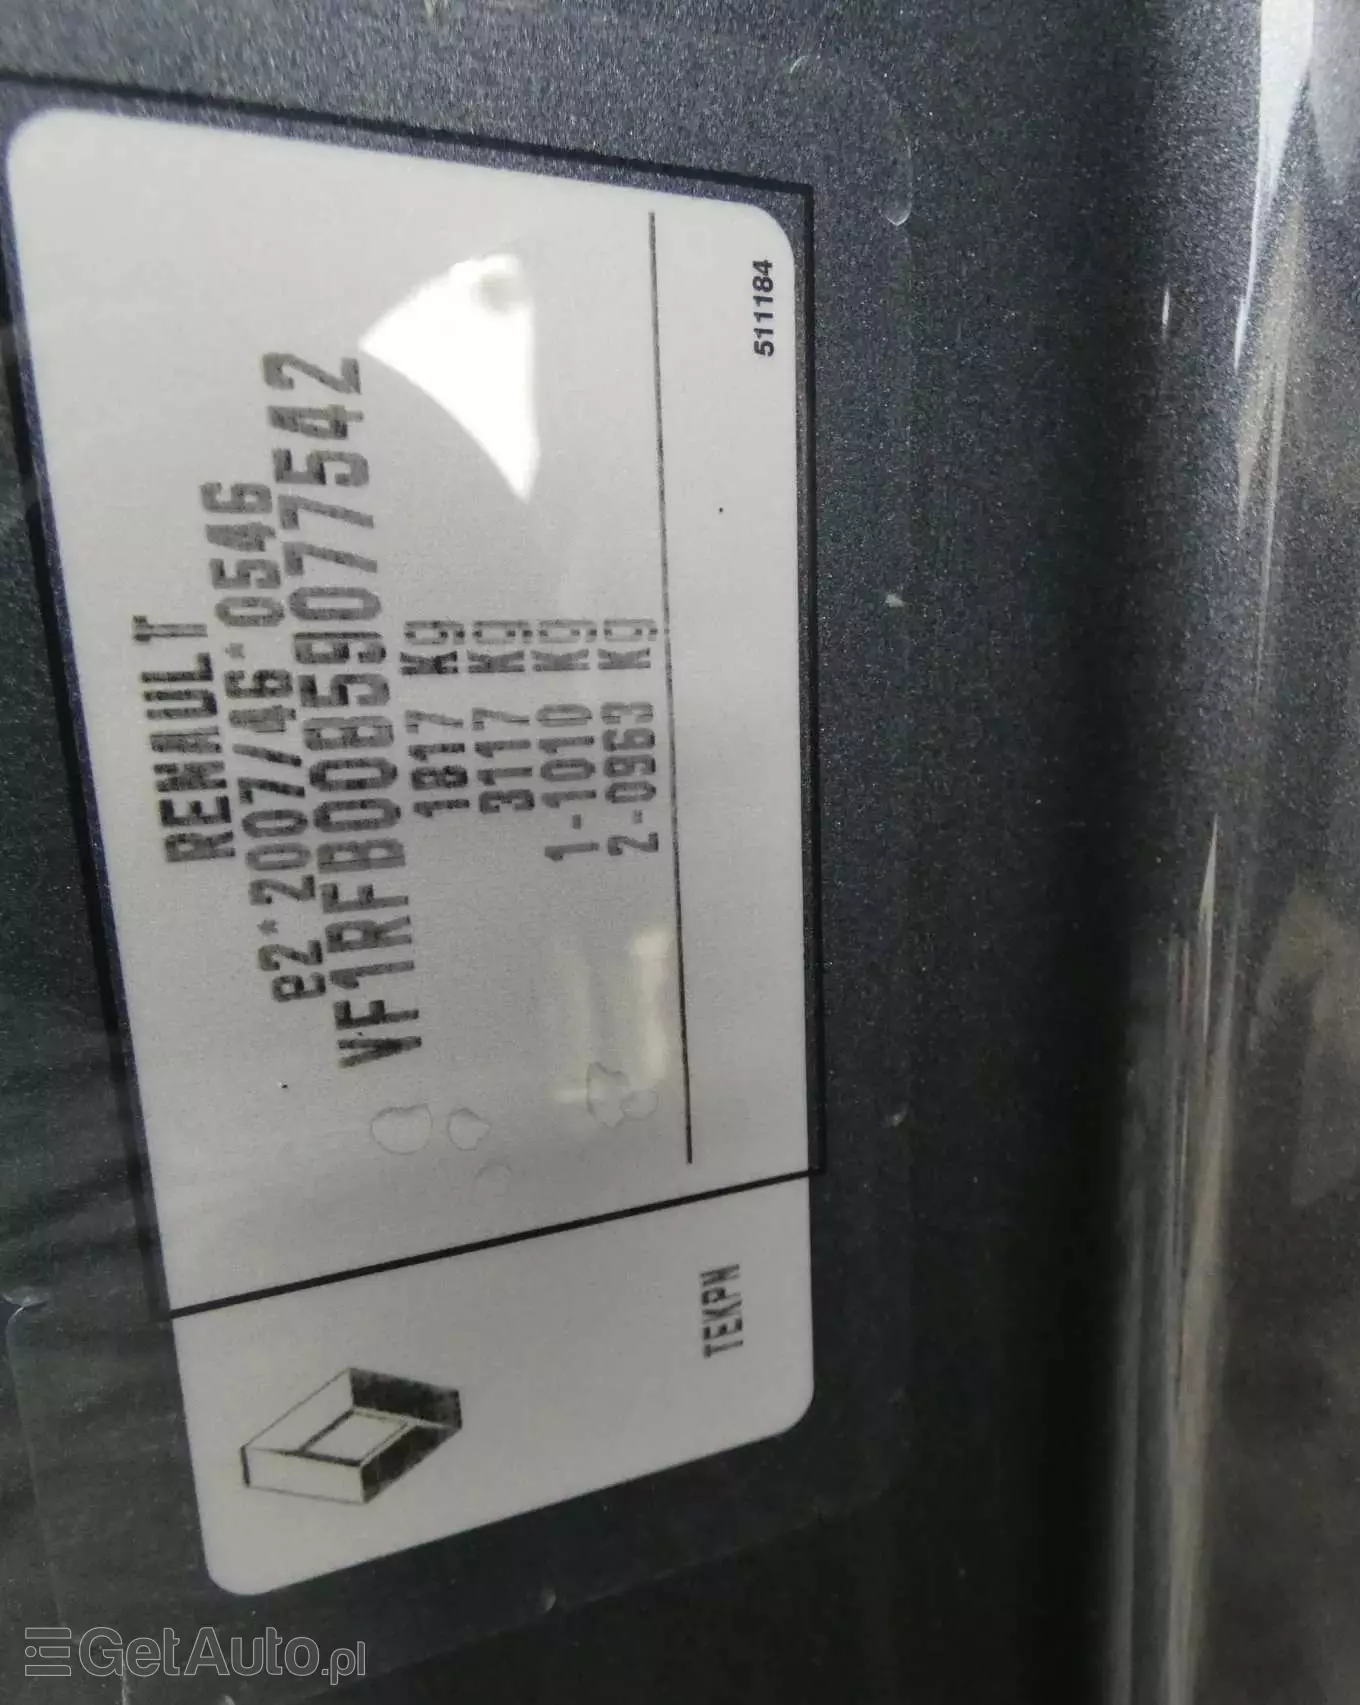 RENAULT
e2*2007/46*0546
VF1RFB00859077542
1817 Kg
3117 Kg
1-1010 Kg
2-0963 Kg
511184
TEKPN
GetAuto.pl